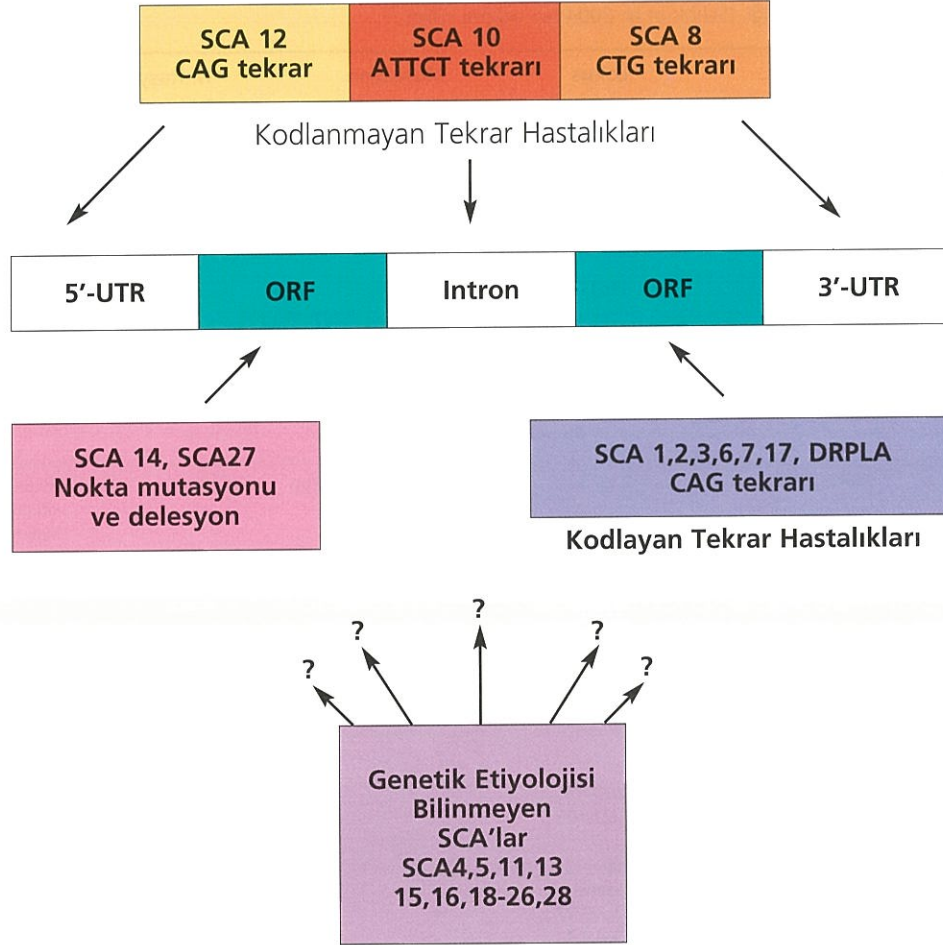 SCA 12
CAG tekrar
SCA 10
ATTCT tekrarı
SCA 8
CTG tekrarı
Kodlanmayan Tekrar Hastalıkları
5'-UTR
ORF
Intron
ORF
3'-UTR
SCA 14, SCA27
Nokta mutasyonu
ve delesyon
SCA 1,2,3,6,7,17, DRPLA
CAG tekrarı
Kodlayan Tekrar Hastalıkları
?
?
?
?
?
Genetik Etiyolojisi
Bilinmeyen
SCA'lar
SCA4,5,11,13
15,16,18-26,28